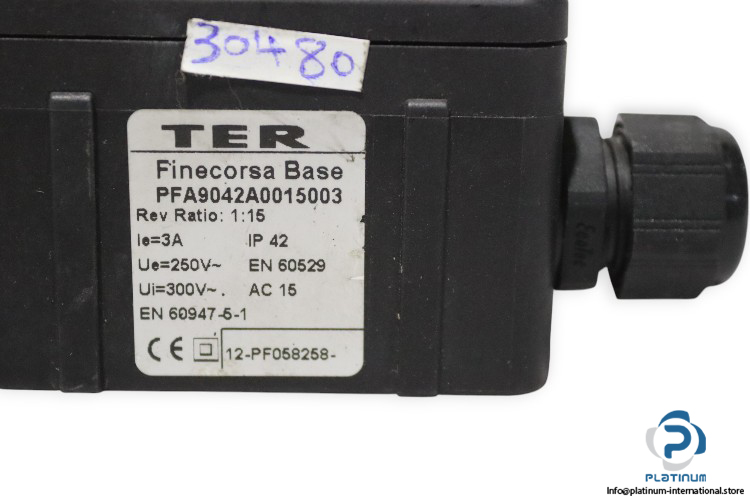 30480
TER
Finecorsa Base
PFA9042A0015003
Rev Ratio: 1:15
Ie=3A IP 42
Ue=250V~ EN 60529
Ui=300V~. AC 15
EN 60947-5-1
CE 12-PF058258-
PLATINUM
Info@platinum-international.store